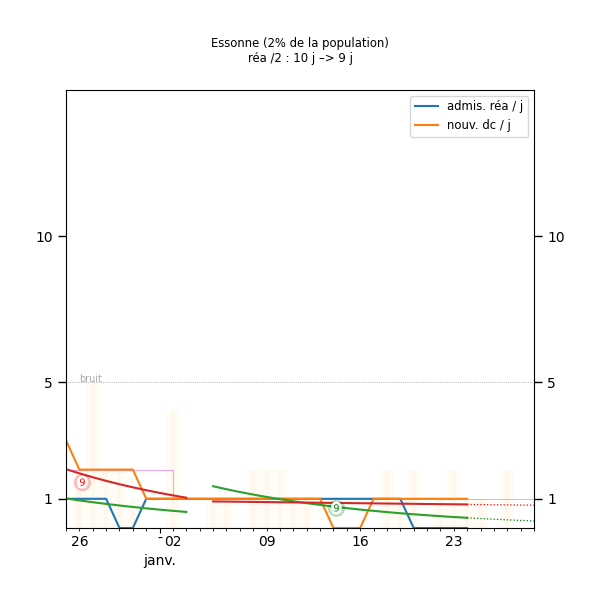 Essonne (2% de la population)
réa /2 : 10 j –> 9 j
admis. réa / j
nouv. dc / j
10 10
bruit
5 5
9
9
1 1
26 02 09 16 23
janv.